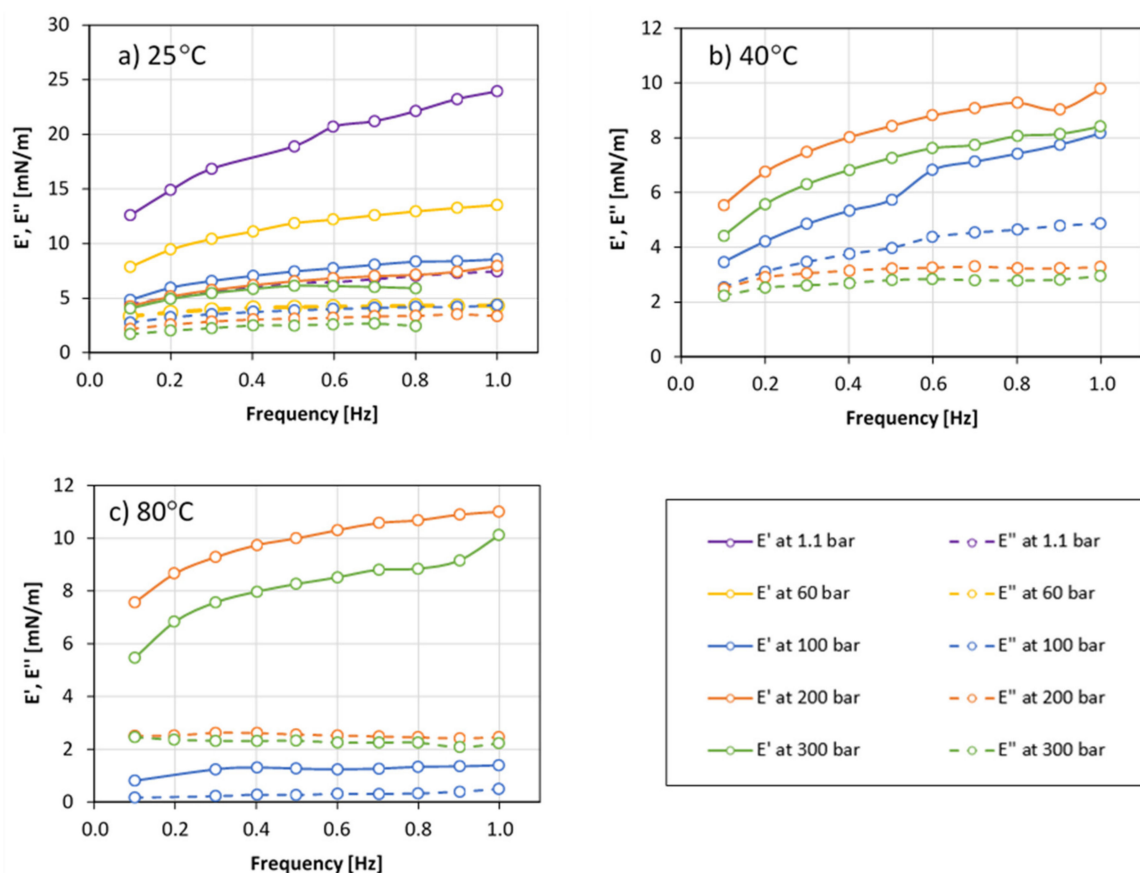 a) 25°C
30
25
20
15
10
5
0
E', E" [mN/m]
0.0 0.2 0.4 0.6 0.8 1.0
Frequency [Hz]
b) 40°C
12
10
8
6
4
2
0
E', E" [mN/m]
0.0 0.2 0.4 0.6 0.8 1.0
Frequency [Hz]
c) 80°C
12
10
8
6
4
2
0
E', E" [mN/m]
0.0 0.2 0.4 0.6 0.8 1.0
Frequency [Hz]
E' at 1.1 bar E" at 1.1 bar
E' at 60 bar E" at 60 bar
E' at 100 bar E" at 100 bar
E' at 200 bar E" at 200 bar
E' at 300 bar E" at 300 bar